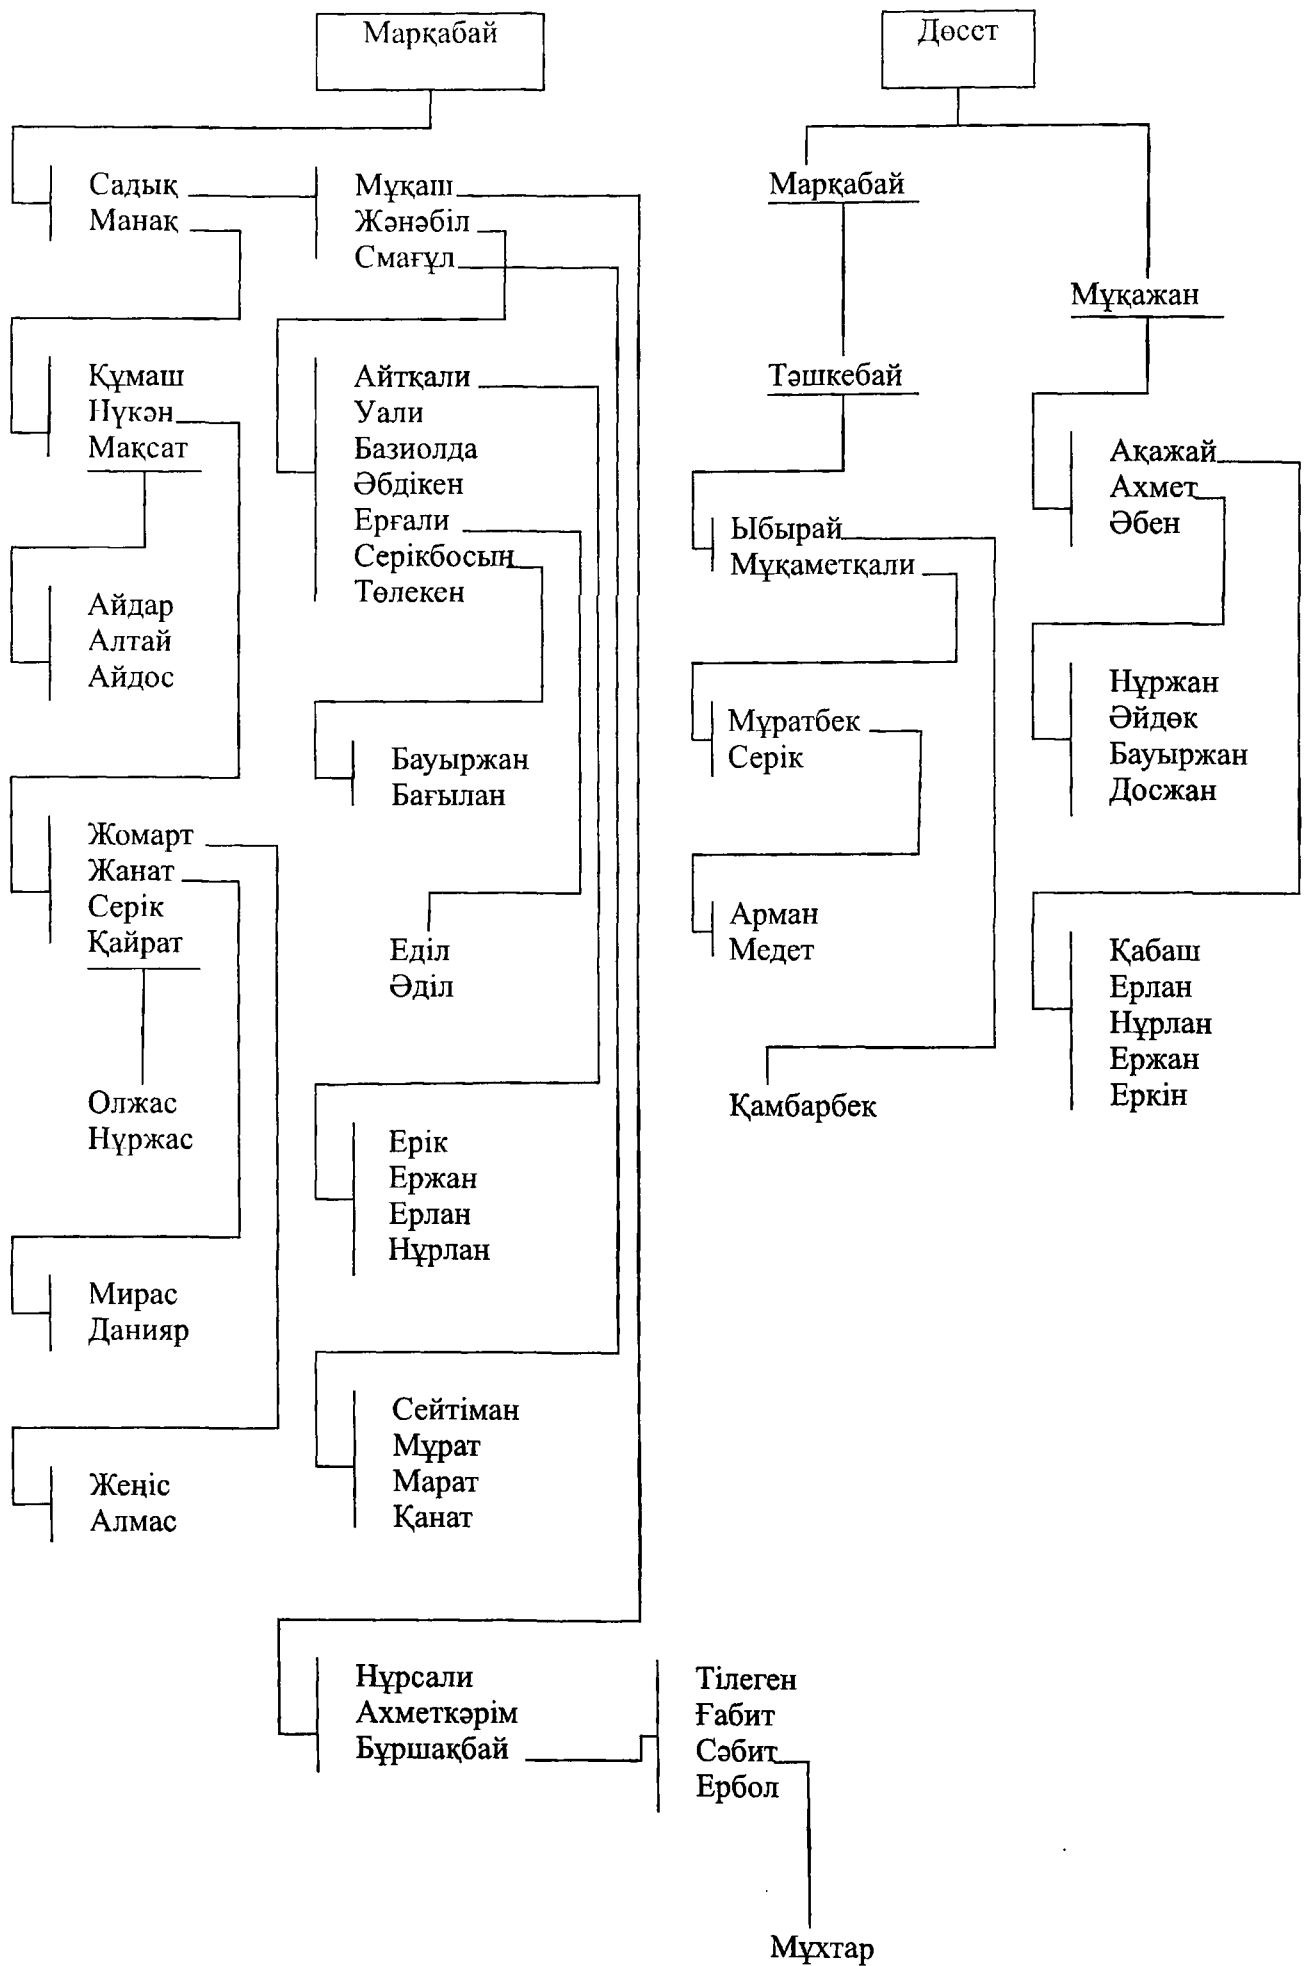 Марқабай
Садық
Манақ
Мұқаш
Жәнәбіл
Смағұл
Құмаш
Нүкән
Мақсат
Айтқали
Уали
Базиолда
Әбдікен
Ерғали
Серікбосын
Төлекен
Айдар
Алтай
Айдос
Бауыржан
Бағылан
Жомарт
Жанат
Серік
Қайрат
Еділ
Әділ
Олжас
Нұржас
Ерік
Ержан
Ерлан
Нұрлан
Мирас
Данияр
Сейтіман
Мұрат
Марат
Қанат
Жеңіс
Алмас
Нұрсали
Ахметкәрім
Бұршақбай
Тілеген
Ғабит
Сәбит
Ербол
Мұхтар
Дөсет
Марқабай
Мұқажан
Тәшкебай
Ақажай
Ахмет
Әбен
Ыбырай
Мұқаметқали
Нұржан
Әйдөк
Бауыржан
Досжан
Мұратбек
Серік
Арман
Медет
Қабаш
Ерлан
Нұрлан
Ержан
Еркін
Қамбарбек